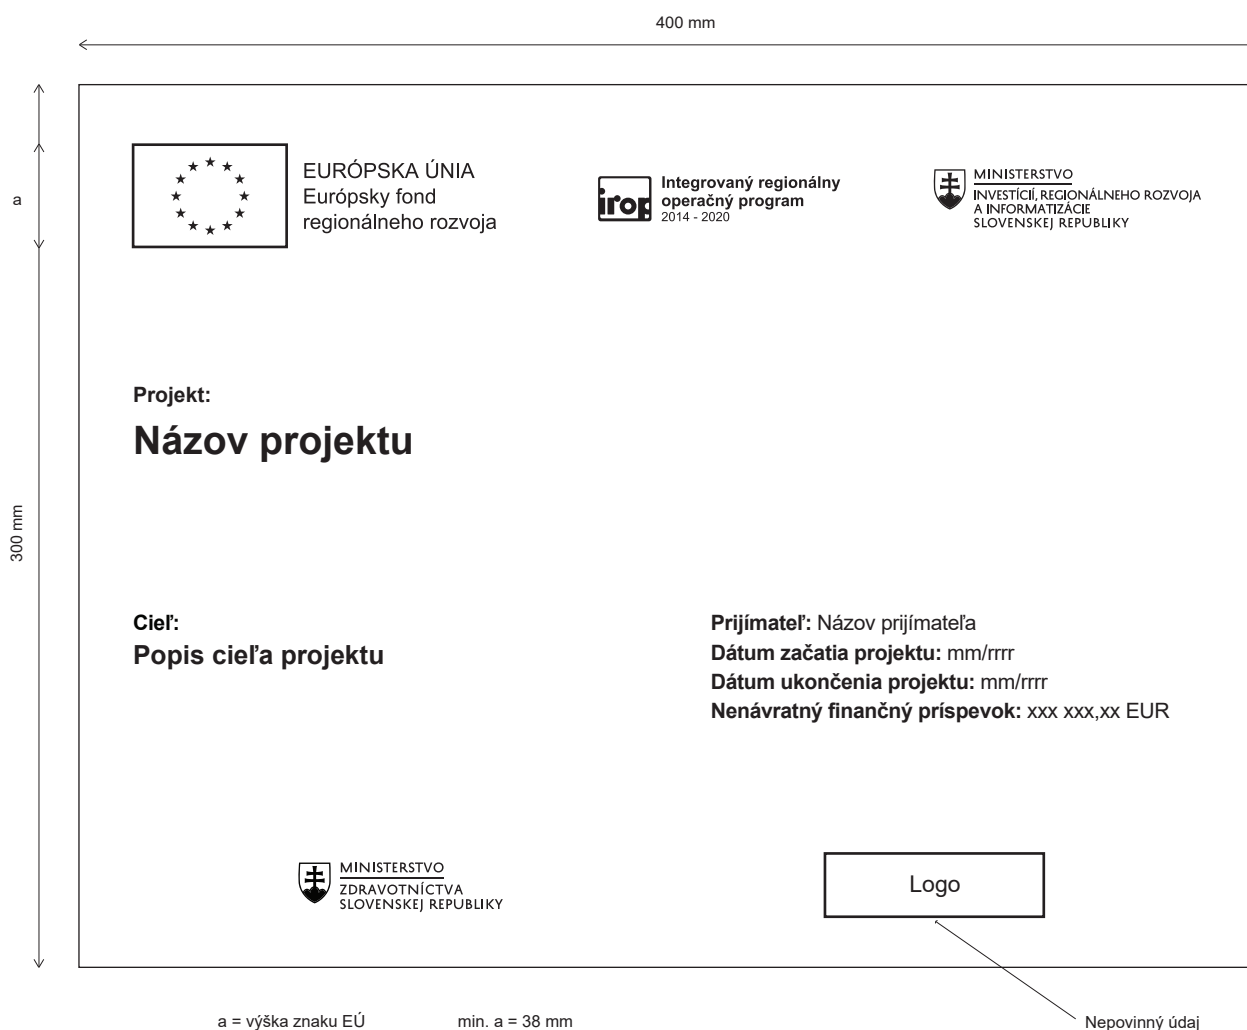 400 mm
a
EURÓPSKA ÚNIA
Európsky fond
regionálneho rozvoja
irop
Integrovaný regionálny
operačný program
2014 - 2020
MINISTERSTVO
INVESTÍCIÍ, REGIONÁLNEHO ROZVOJA
A INFORMATIZÁCIE
SLOVENSKEJ REPUBLIKY
Projekt:
Názov projektu
300 mm
Cieľ:
Popis cieľa projektu
Prijímateľ: Názov prijímateľa
Dátum začatia projektu: mm/rrrr
Dátum ukončenia projektu: mm/rrrr
Nenávratný finančný príspevok: xxx xxx,xx EUR
MINISTERSTVO
ZDRAVOTNÍCTVA
SLOVENSKEJ REPUBLIKY
Logo
a = výška znaku EÚ
min. a = 38 mm
Nepovinný údaj